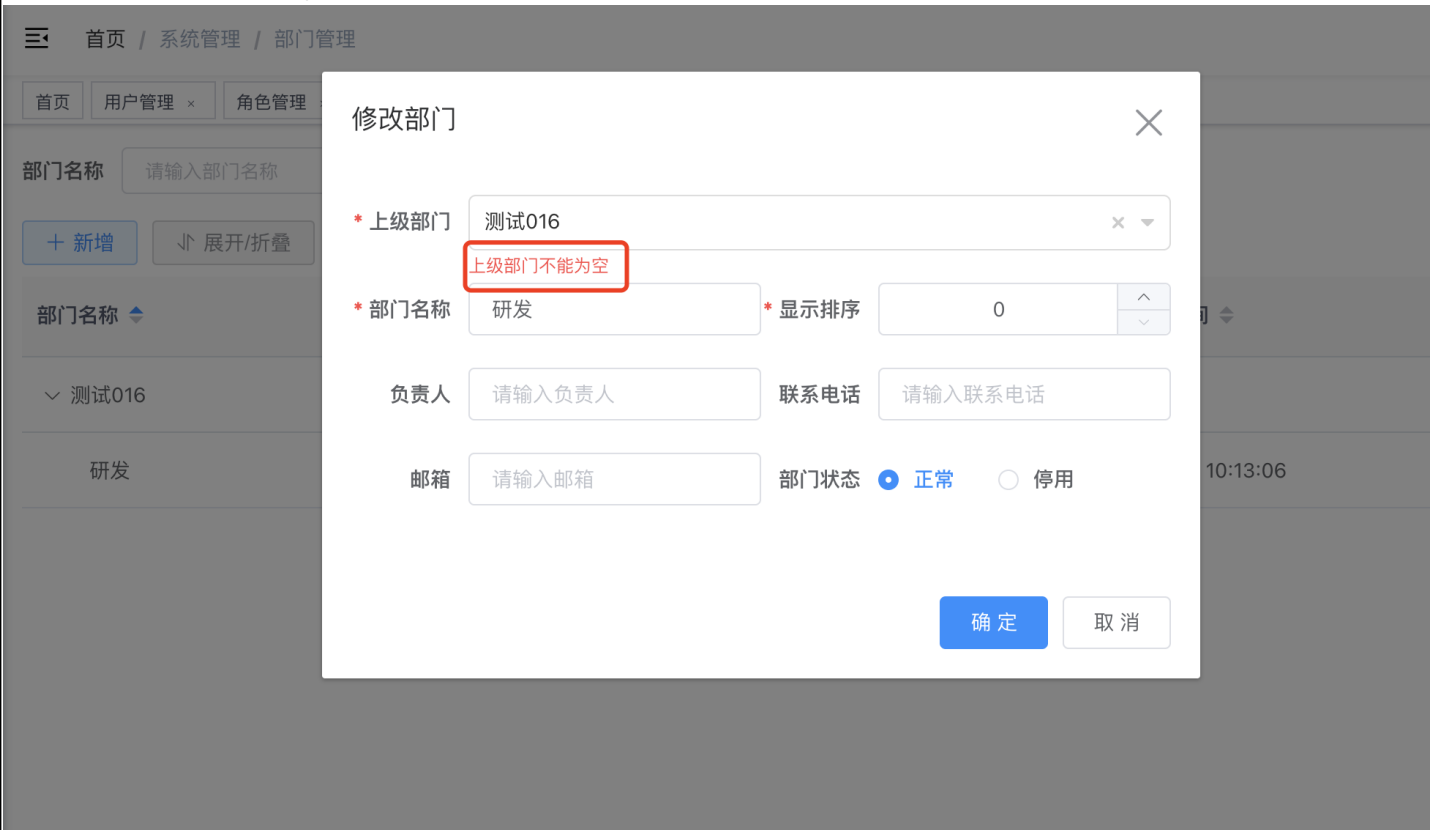 首页 / 系统管理 / 部门管理
首页 用户管理 × 角色管理
修改部门
部门名称 请输入部门名称
* 上级部门 测试016
上级部门不能为空
+ 新增 展开/折叠
* 部门名称 研发 * 显示排序 0
部门名称
测试016
负责人 请输入负责人 联系电话 请输入联系电话
研发
邮箱 请输入邮箱 部门状态 正常 停用
10:13:06
确 定 取 消